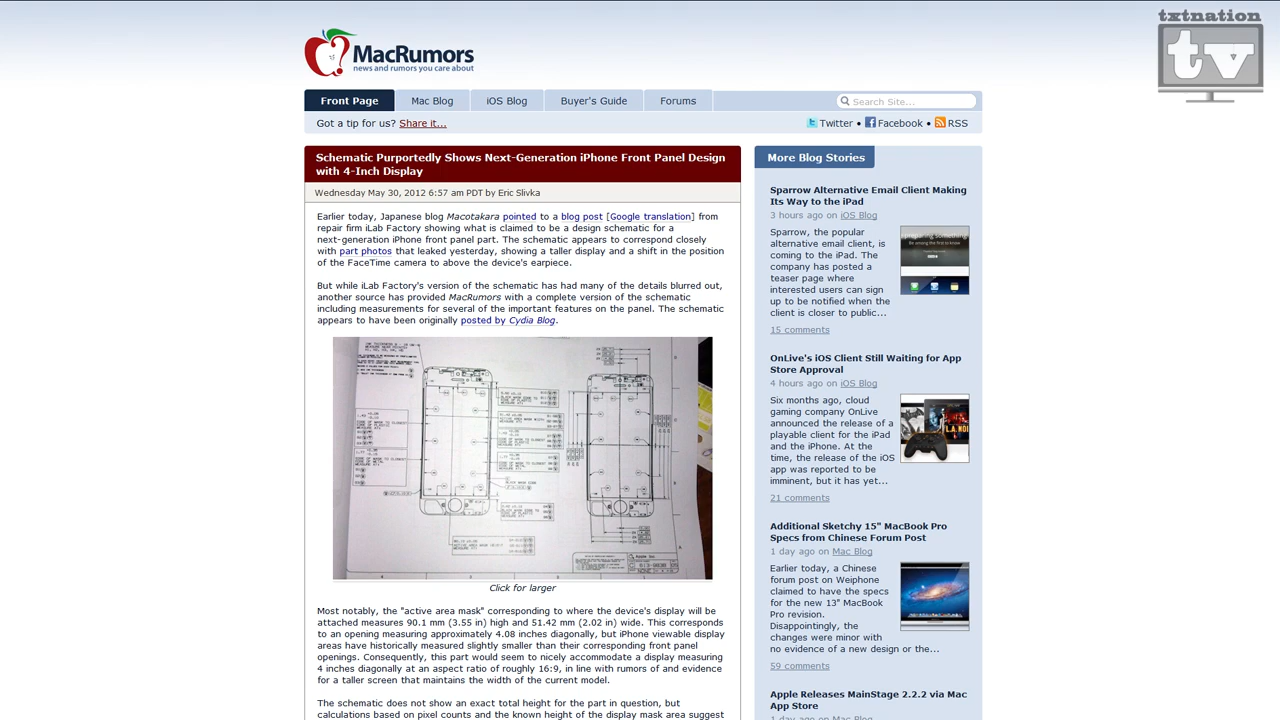 txtnation
tv
MacRumors
news and rumors you care about
Front Page
Mac Blog
iOS Blog
Buyer's Guide
Forums
Search Site...
Got a tip for us? Share it...
Twitter • Facebook • RSS
Schematic Purportedly Shows Next-Generation iPhone Front Panel Design
with 4-Inch Display
Wednesday May 30, 2012 6:57 am PDT by Eric Slivka
Earlier today, Japanese blog Macotakara pointed to a blog post [Google translation] from
repair firm iLab Factory showing what is claimed to be a design schematic for a
next-generation iPhone front panel part. The schematic appears to correspond closely
with part photos that leaked yesterday, showing a taller display and a shift in the position
of the FaceTime camera to above the device's earpiece.
But while iLab Factory's version of the schematic has had many of the details blurred out,
another source has provided MacRumors with a complete version of the schematic
including measurements for several of the important features on the panel. The schematic
appears to have been originally posted by Cydia Blog.
Click for larger
Most notably, the "active area mask" corresponding to where the device's display will be
attached measures 90.1 mm (3.55 in) high and 51.42 mm (2.02 in) wide. This corresponds
to an opening measuring approximately 4.08 inches diagonally, but iPhone viewable display
areas have historically measured slightly smaller than their corresponding front panel
openings. Consequently, this part would seem to nicely accommodate a display measuring
4 inches diagonally at an aspect ratio of roughly 16:9, in line with rumors of and evidence
for a taller screen that maintains the width of the current model.
The schematic does not show an exact total height for the part in question, but
calculations based on pixel counts and the known height of the display mask area suggest
More Blog Stories
Sparrow Alternative Email Client Making
Its Way to the iPad
3 hours ago on iOS Blog
Sparrow, the popular
alternative email client, is
coming to the iPad. The
company has posted a
teaser page where
interested users can sign
up to be notified when the
client is closer to public...
15 comments
OnLive's iOS Client Still Waiting for App
Store Approval
4 hours ago on iOS Blog
Six months ago, cloud
gaming company OnLive
announced the release of a
playable client for the iPad
and the iPhone. At the
time, the release of the iOS
app was reported to be
imminent, but it has yet...
21 comments
Additional Sketchy 15" MacBook Pro
Specs from Chinese Forum Post
1 day ago on Mac Blog
Earlier today, a Chinese
forum post on Weiphone
claimed to have the specs
for the new 13" MacBook
Pro revision.
Disappointingly, the
changes were minor with
no evidence of a new design or the...
59 comments
Apple Releases MainStage 2.2.2 via Mac
App Store
1 day ago on Mac Blog